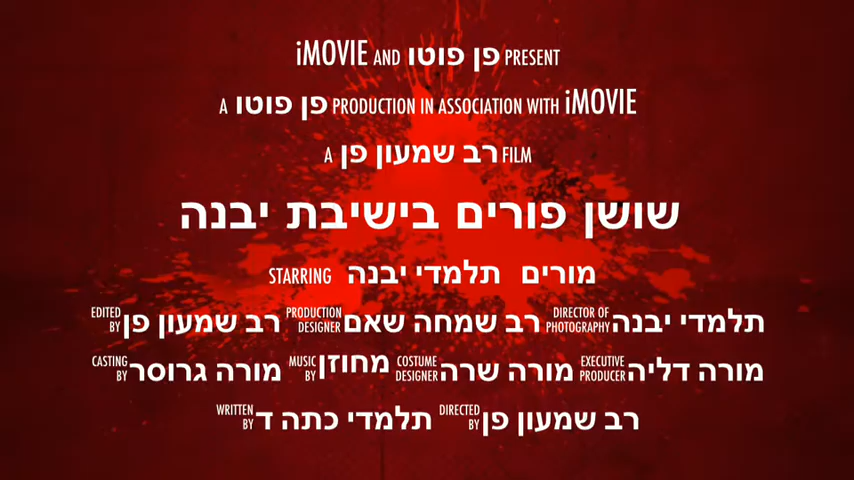 iMOVIE AND פן פוטו PRESENT
A פן פוטו PRODUCTION IN ASSOCIATION WITH iMOVIE
A רב שמעון פן FILM
שושן פורים בישיבת יבנה
STARRING מורים תלמדי יבנה
EDITED BY רב שמעון פן PRODUCTION DESIGNER רב שמחה שאם DIRECTOR OF PHOTOGRAPHY תלמדי יבנה
CASTING BY מורה גרוסר MUSIC BY מחוזן COSTUME DESIGNER מורה שרה EXECUTIVE PRODUCER מורה דליה
WRITTEN BY תלמדי כתה ד DIRECTED BY רב שמעון פן